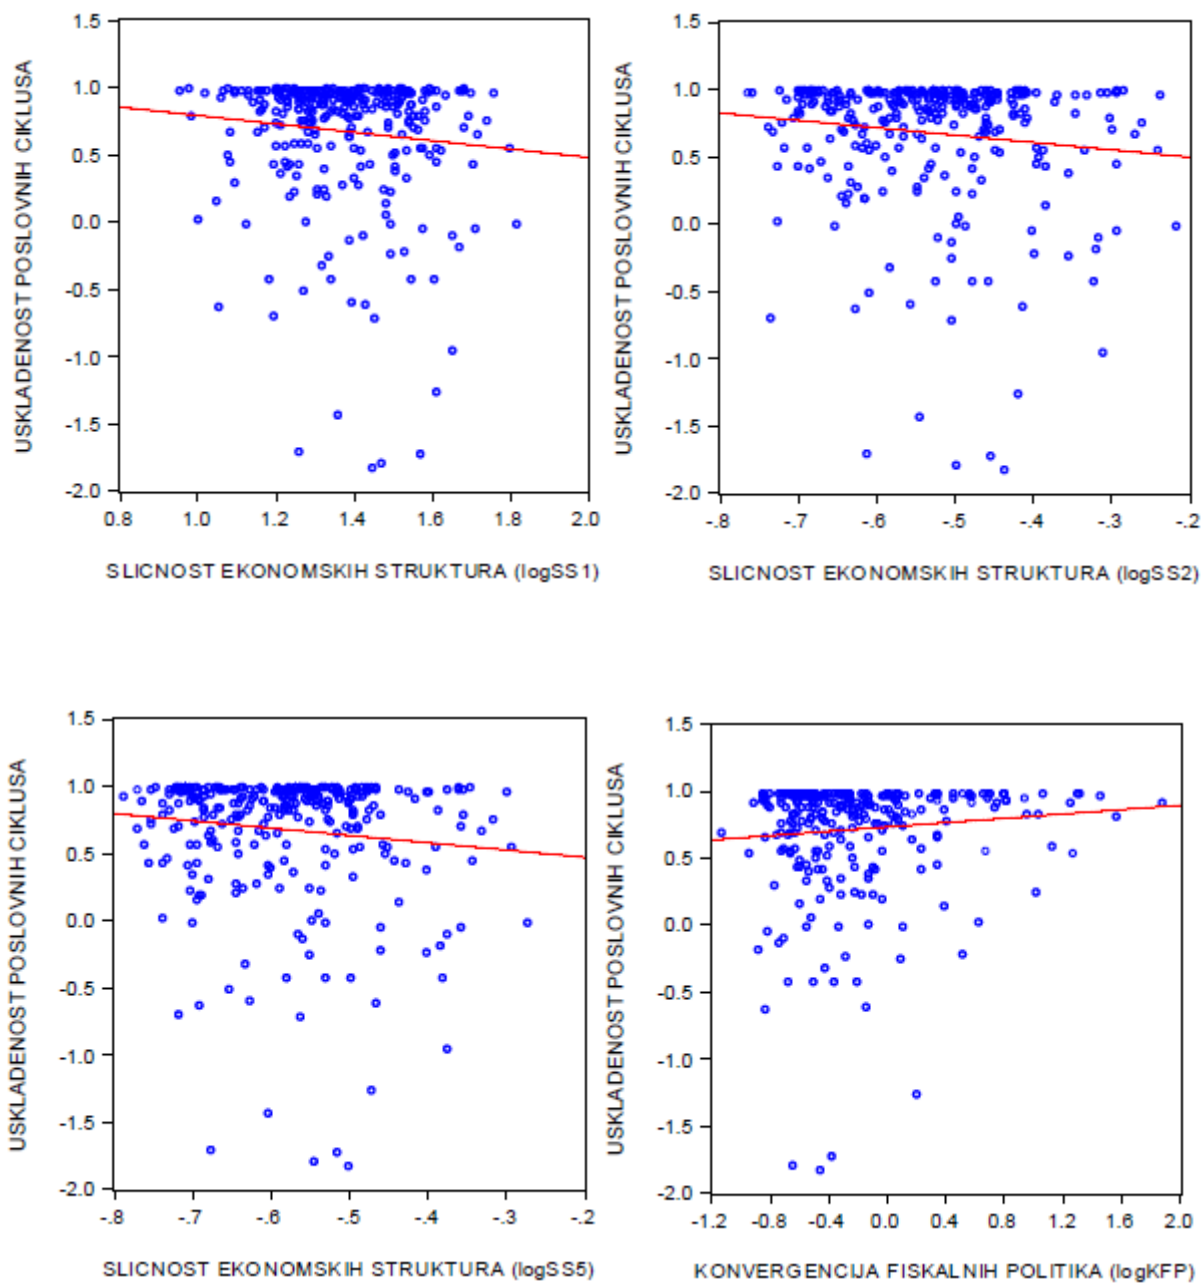 USKLAĐENOST POSLOVNIH CIKLUSA
1.5
1.0
0.5
0.0
-0.5
-1.0
-1.5
-2.0
0.8 1.0 1.2 1.4 1.6 1.8 2.0
SLICNOST EKONOMSKIH STRUKTURA (logSS1)
USKLADENOST POSLOVNIH CIKLUSA
1.5
1.0
0.5
0.0
-0.5
-1.0
-1.5
-2.0
-.8 -.7 -.6 -.5 -.4 -.3 -.2
SLICNOST EKONOMSKIH STRUKTURA (logSS2)
USKLADENOST POSLOVNIH CIKLUSA
1.5
1.0
0.5
0.0
-0.5
-1.0
-1.5
-2.0
-.8 -.7 -.6 -.5 -.4 -.3 -.2
SLICNOST EKONOMSKIH STRUKTURA (logSS5)
USKLADENOST POSLOVNIH CIKLUSA
1.5
1.0
0.5
0.0
-0.5
-1.0
-1.5
-2.0
-1.2 -0.8 -0.4 0.0 0.4 0.8 1.2 1.6 2.0
KONVERGENCIJA FISKALNIH POLITIKA (logKFP)